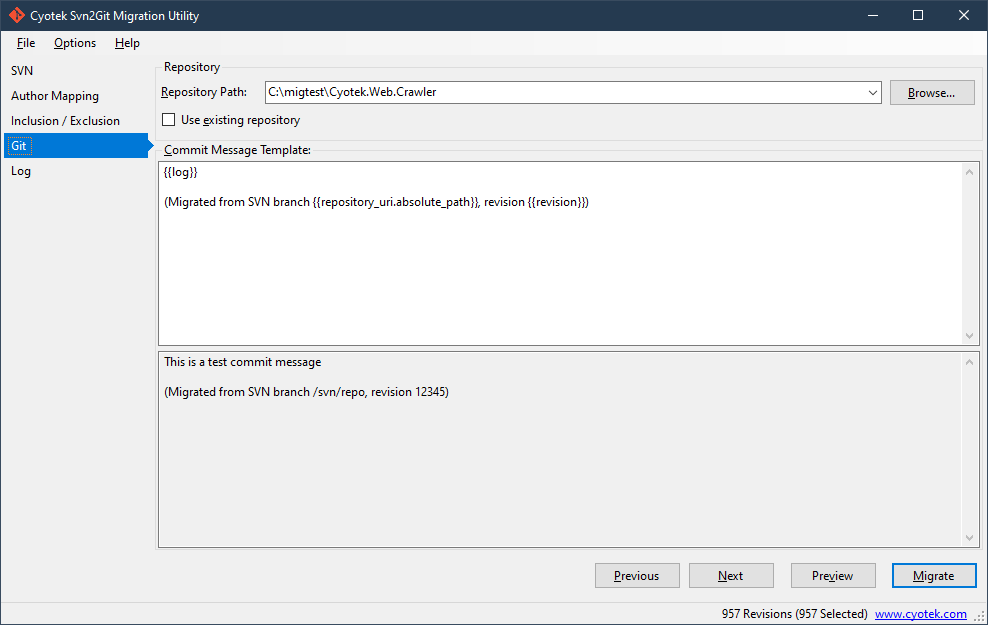 Cyotek Svn2Git Migration Utility
File Options Help
SVN
Author Mapping
Inclusion / Exclusion
Git
Log
Repository
Repository Path: C:\migtest\Cyotek.Web.Crawler Browse...
Use existing repository
Commit Message Template:
{{log}}
(Migrated from SVN branch {{repository_uri.absolute_path}}, revision {{revision}})
This is a test commit message
(Migrated from SVN branch /svn/repo, revision 12345)
Previous Next Preview Migrate
957 Revisions (957 Selected) www.cyotek.com